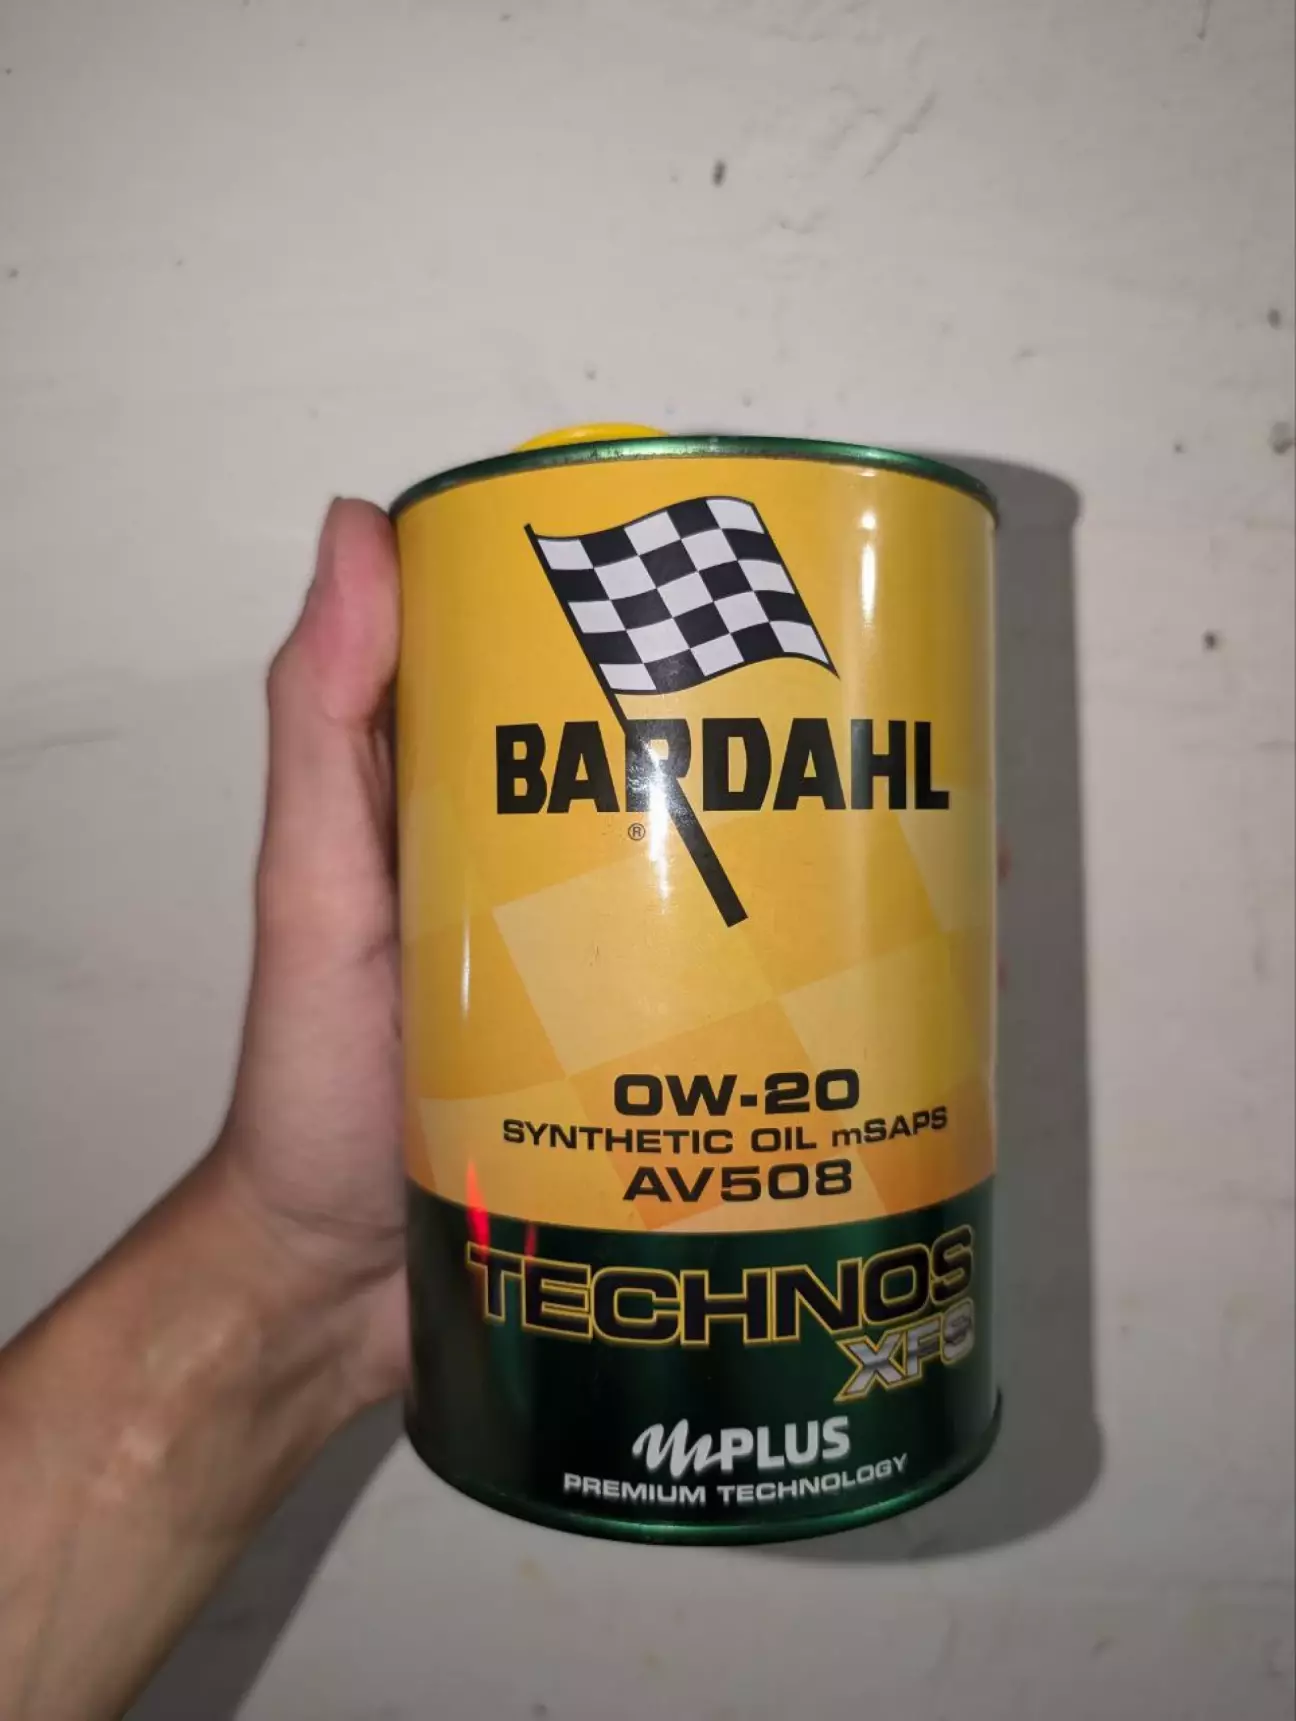 BARDAHL
®
0W-20
SYNTHETIC OIL mSAPS
AV508
TECHNOS
XFS
PLUS
PREMIUM TECHNOLOGY